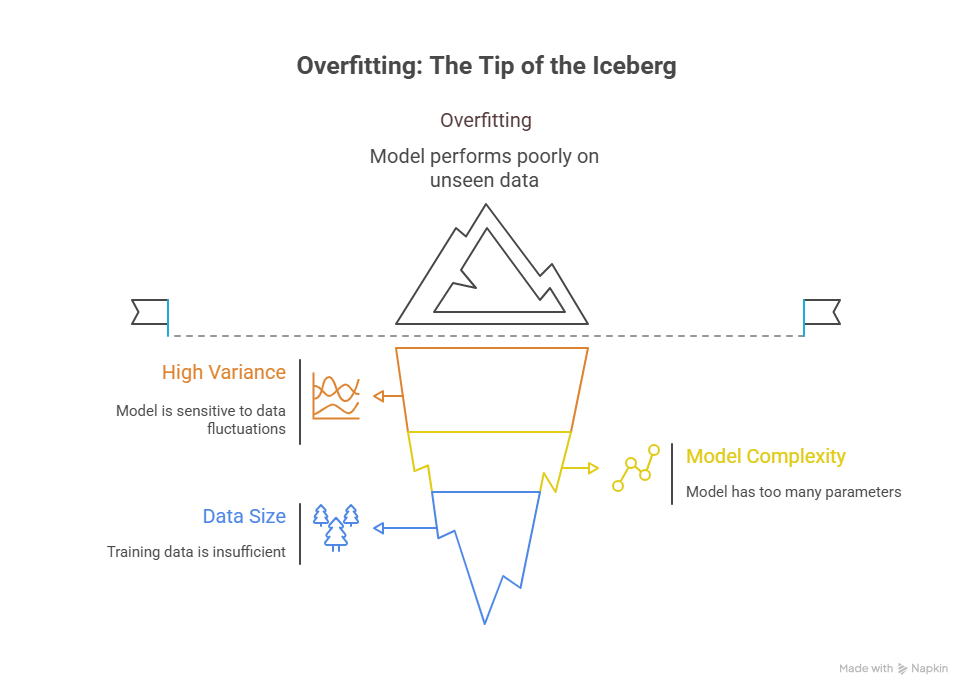 Overfitting: The Tip of the Iceberg
Overfitting
Model performs poorly on
unseen data
High Variance
Model is sensitive to data
fluctuations
Model Complexity
Model has too many parameters
Data Size
Training data is insufficient
Made with Napkin